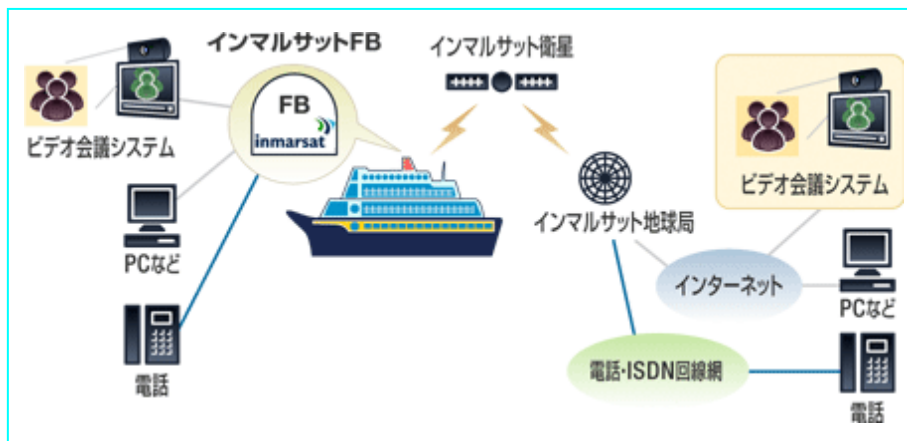 インマルサットFB
インマルサット衛星
FB
inmarsat
ビデオ会議システム
ビデオ会議システム
インマルサット地球局
PCなど
インターネット
PCなど
電話
電話・ISDN回線網
電話